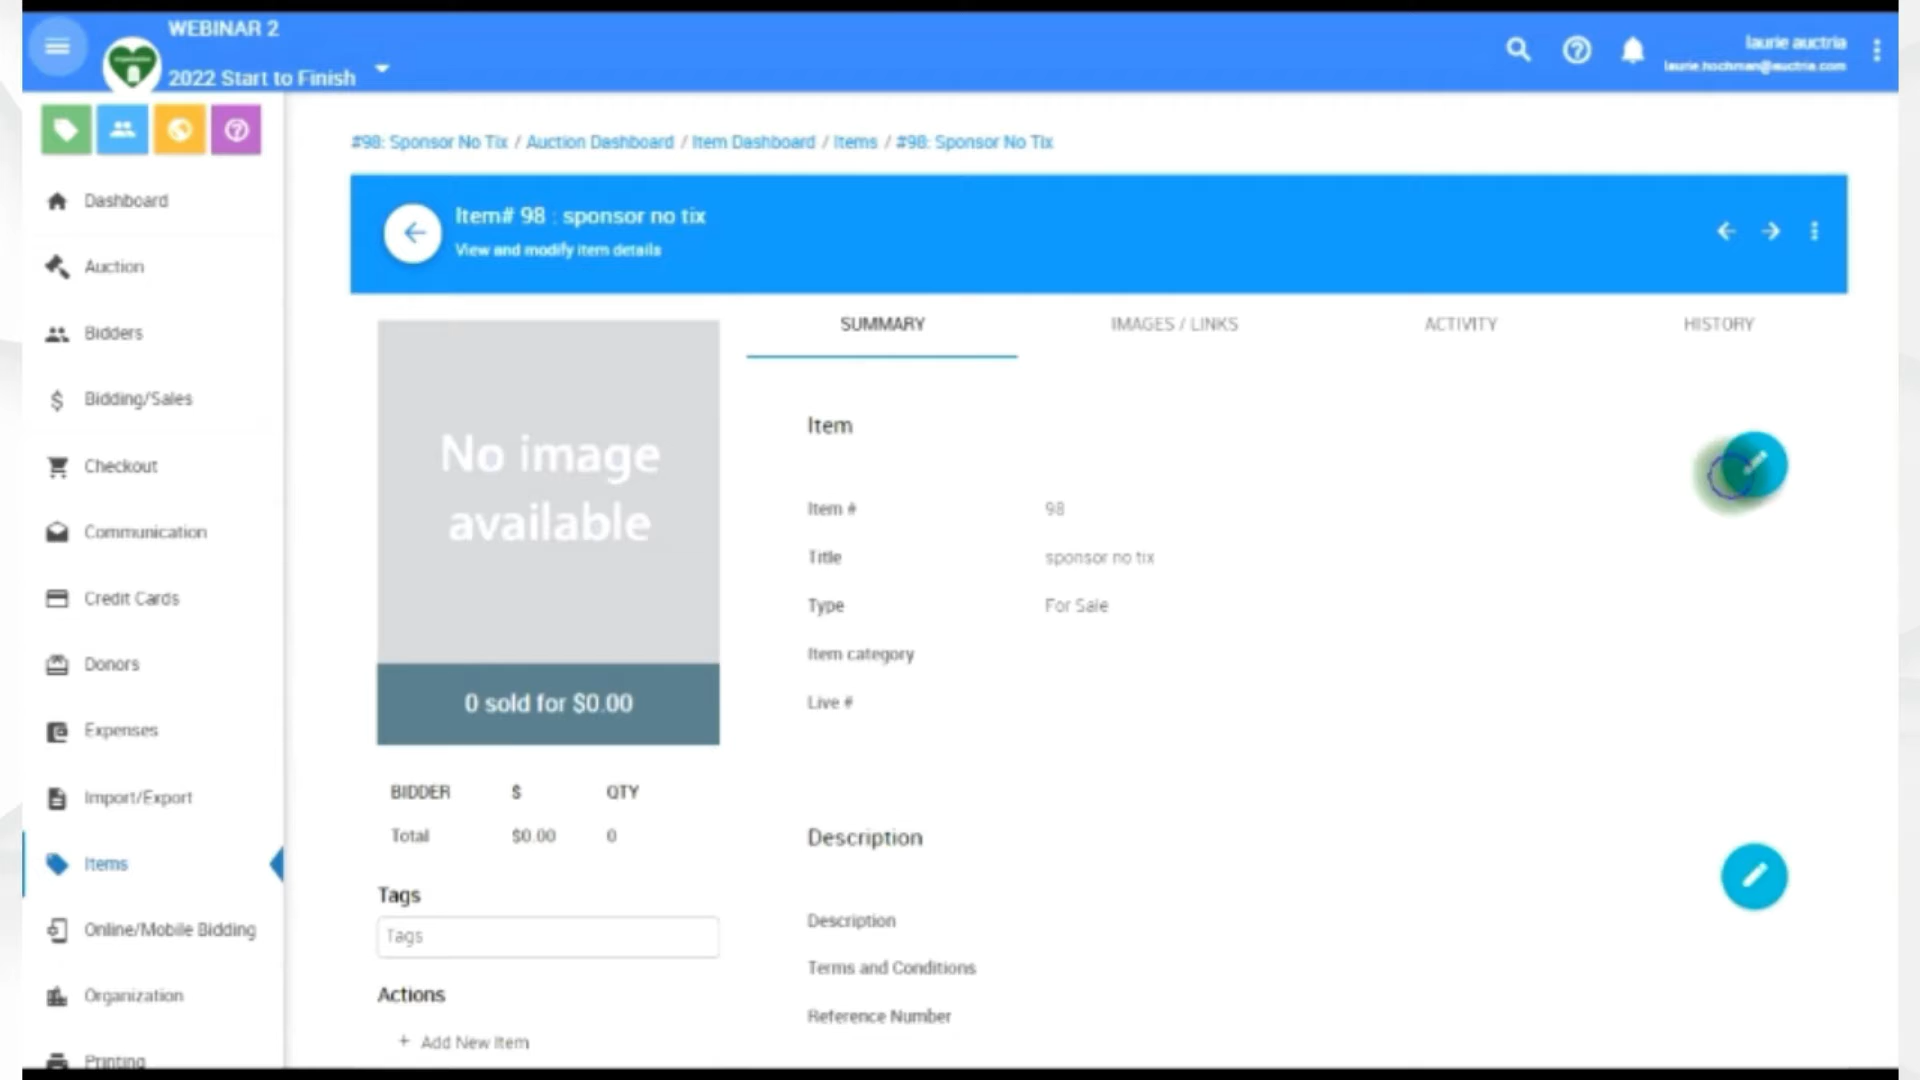 WEBINAR 2
2022 Start to Finish
laurie auctria
laurie.hochman@auctria.com
#98: Sponsor No Tix / Auction Dashboard / Item Dashboard / Items / #98: Sponsor No Tix
Item# 98 : sponsor no tix
View and modify item details
Dashboard
Auction
Bidders
Bidding/Sales
Checkout
Communication
Credit Cards
Donors
Expenses
Import/Export
Items
Online/Mobile Bidding
Organization
Printing
No image
available
0 sold for $0.00
BIDDER $ QTY
Total $0.00 0
Tags
Tags
Actions
+ Add New Item
SUMMARY IMAGES / LINKS ACTIVITY HISTORY
Item
Item # 98
Title sponsor no tix
Type For Sale
Item category
Live #
Description
Description
Terms and Conditions
Reference Number